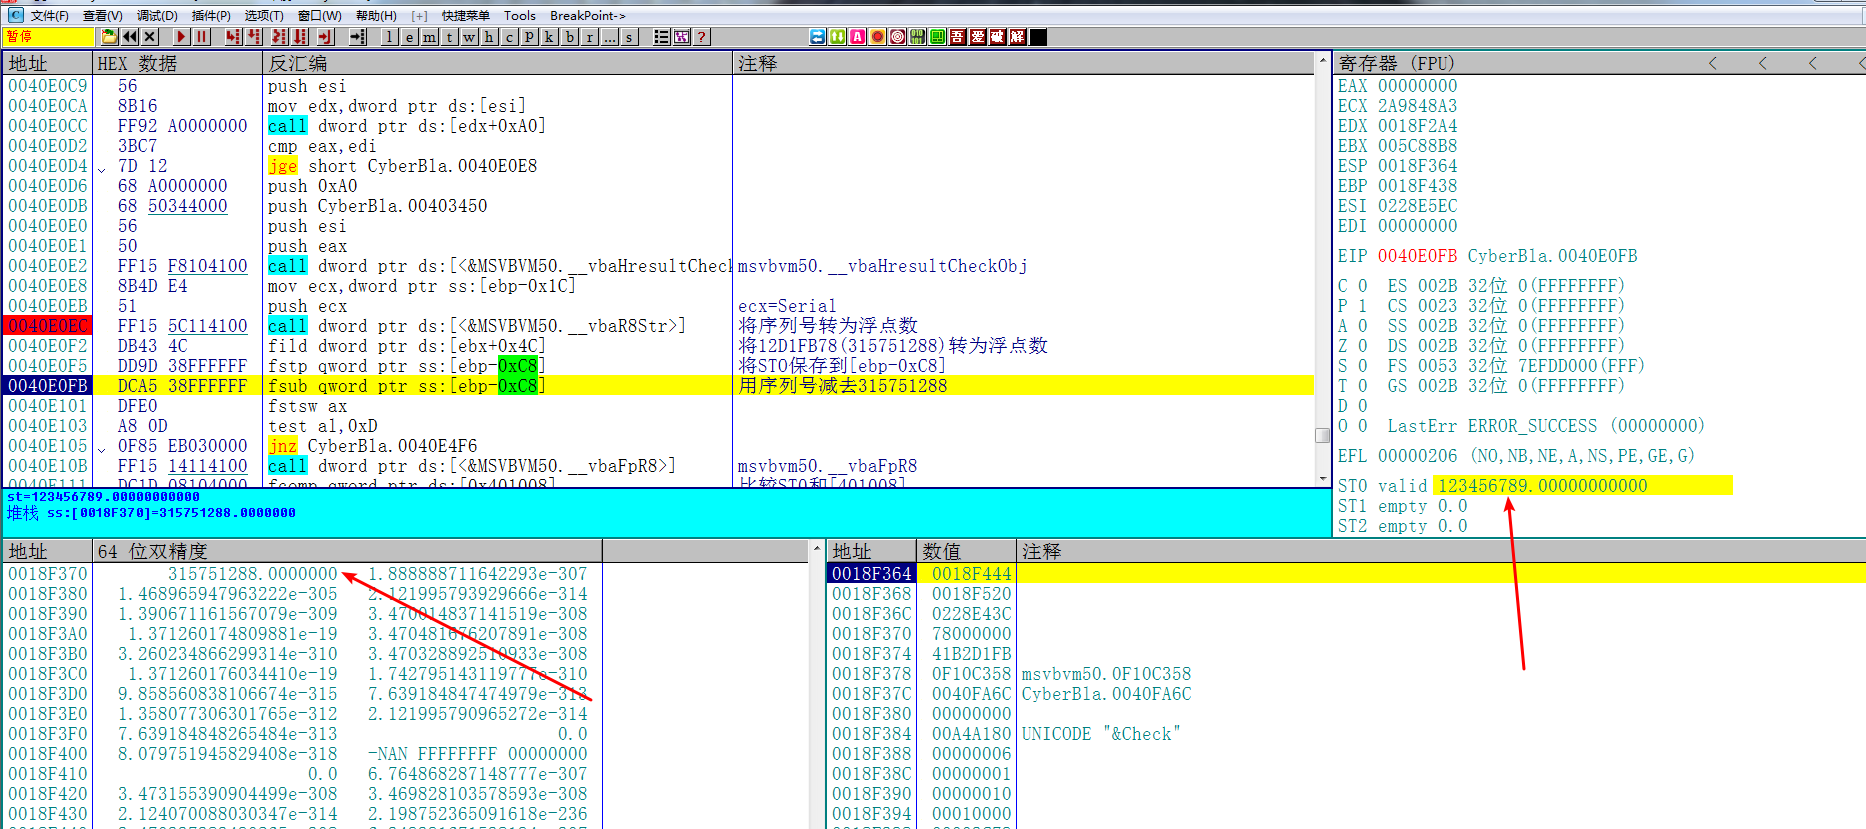 文件(F) 查看(V) 调试(D) 插件(P) 选项(T) 窗口(W) 帮助(H) [+] 快捷菜单 Tools BreakPoint->
暂停 l e m t w h c p k b r ... s ? 吾 爱 破 解
地址 HEX 数据 反汇编 注释
0040E0C9 56 push esi
0040E0CA 8B16 mov edx,dword ptr ds:[esi]
0040E0CC FF92 A0000000 call dword ptr ds:[edx+0xA0]
0040E0D2 3BC7 cmp eax,edi
0040E0D4 7D 12 jge short CyberBla.0040E0E8
0040E0D6 68 A0000000 push 0xA0
0040E0DB 68 50344000 push CyberBla.00403450
0040E0E0 56 push esi
0040E0E1 50 push eax
0040E0E2 FF15 F8104100 call dword ptr ds:[<&MSVBVM50.__vbaHresultCheck msvbvm50.__vbaHresultCheckObj
0040E0E8 8B4D E4 mov ecx,dword ptr ss:[ebp-0x1C]
0040E0EB 51 push ecx ecx=Serial
0040E0EC FF15 5C114100 call dword ptr ds:[<&MSVBVM50.__vbaR8Str>] 将序列号转为浮点数
0040E0F2 DB43 4C fild dword ptr ds:[ebx+0x4C] 将12D1FB78(315751288)转为浮点数
0040E0F5 DD9D 38FFFFFF fstp qword ptr ss:[ebp-0xC8] 将ST0保存到[ebp-0xC8]
0040E0FB DCA5 38FFFFFF fsub qword ptr ss:[ebp-0xC8] 用序列号减去315751288
0040E101 DFE0 fstsw ax
0040E103 A8 0D test al,0xD
0040E105 0F85 EB030000 jnz CyberBla.0040E4F6
0040E10B FF15 14114100 call dword ptr ds:[<&MSVBVM50.__vbaFpR8>] msvbvm50.__vbaFpR8
0040E111 DC1D 08104000 fcomp qword ptr ds:[0x401008] 比较ST0和[401008]
st=123456789.00000000000
堆栈 ss:[0018F370]=315751288.0000000
寄存器 (FPU) < < < <
EAX 00000000
ECX 2A9848A3
EDX 0018F2A4
EBX 005C88B8
ESP 0018F364
EBP 0018F438
ESI 0228E5EC
EDI 00000000
EIP 0040E0FB CyberBla.0040E0FB
C 0 ES 002B 32位 0(FFFFFFFF)
P 1 CS 0023 32位 0(FFFFFFFF)
A 0 SS 002B 32位 0(FFFFFFFF)
Z 0 DS 002B 32位 0(FFFFFFFF)
S 0 FS 0053 32位 7EFDD000(FFF)
T 0 GS 002B 32位 0(FFFFFFFF)
D 0
O 0 LastErr ERROR_SUCCESS (00000000)
EFL 00000206 (NO,NB,NE,A,NS,PE,GE,G)
ST0 valid 123456789.00000000000
ST1 empty 0.0
ST2 empty 0.0
地址 64 位双精度
0018F370 315751288.0000000 1.888888711642293e-307
0018F380 1.468965947963222e-305 2.121995793929666e-314
0018F390 1.390671161567079e-309 3.470014837141519e-308
0018F3A0 1.371260174809881e-19 3.470481676207891e-308
0018F3B0 3.260234866299314e-310 3.470328892510933e-308
0018F3C0 1.371260176034410e-19 1.742795143119777e-310
0018F3D0 9.858560838106674e-315 7.639184847474979e-313
0018F3E0 1.358077306301765e-312 2.121995790965272e-314
0018F3F0 7.639184848265484e-313 0.0
0018F400 8.079751945829408e-318 -NAN FFFFFFFF 00000000
0018F410 0.0 6.764868287148777e-307
0018F420 3.473155390904499e-308 3.469828103578593e-308
0018F430 2.124070088030347e-314 2.198752365091618e-236
地址 数值 注释
0018F364 0018F444
0018F368 0018F520
0018F36C 0228E43C
0018F370 78000000
0018F374 41B2D1FB
0018F378 0F10C358 msvbvm50.0F10C358
0018F37C 0040FA6C CyberBla.0040FA6C
0018F380 00000000
0018F384 00A4A180 UNICODE "&Check"
0018F388 00000006
0018F38C 00000001
0018F390 00000010
0018F394 00010000